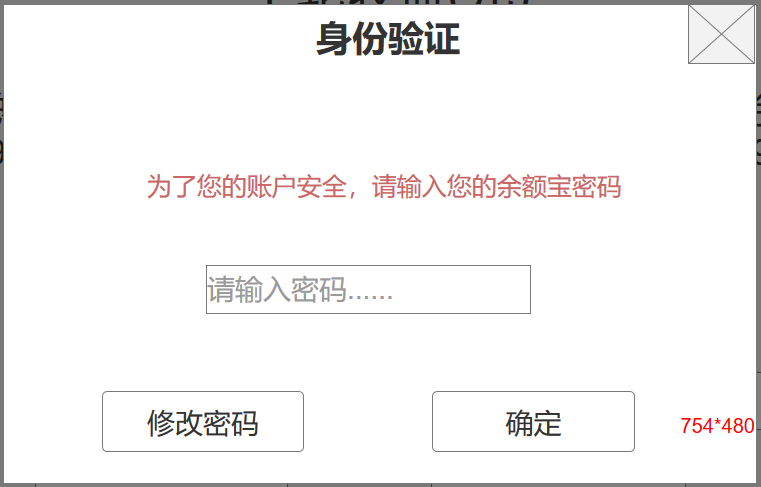 身份验证
为了您的账户安全，请输入您的余额宝密码
请输入密码......
修改密码
确定
754*480